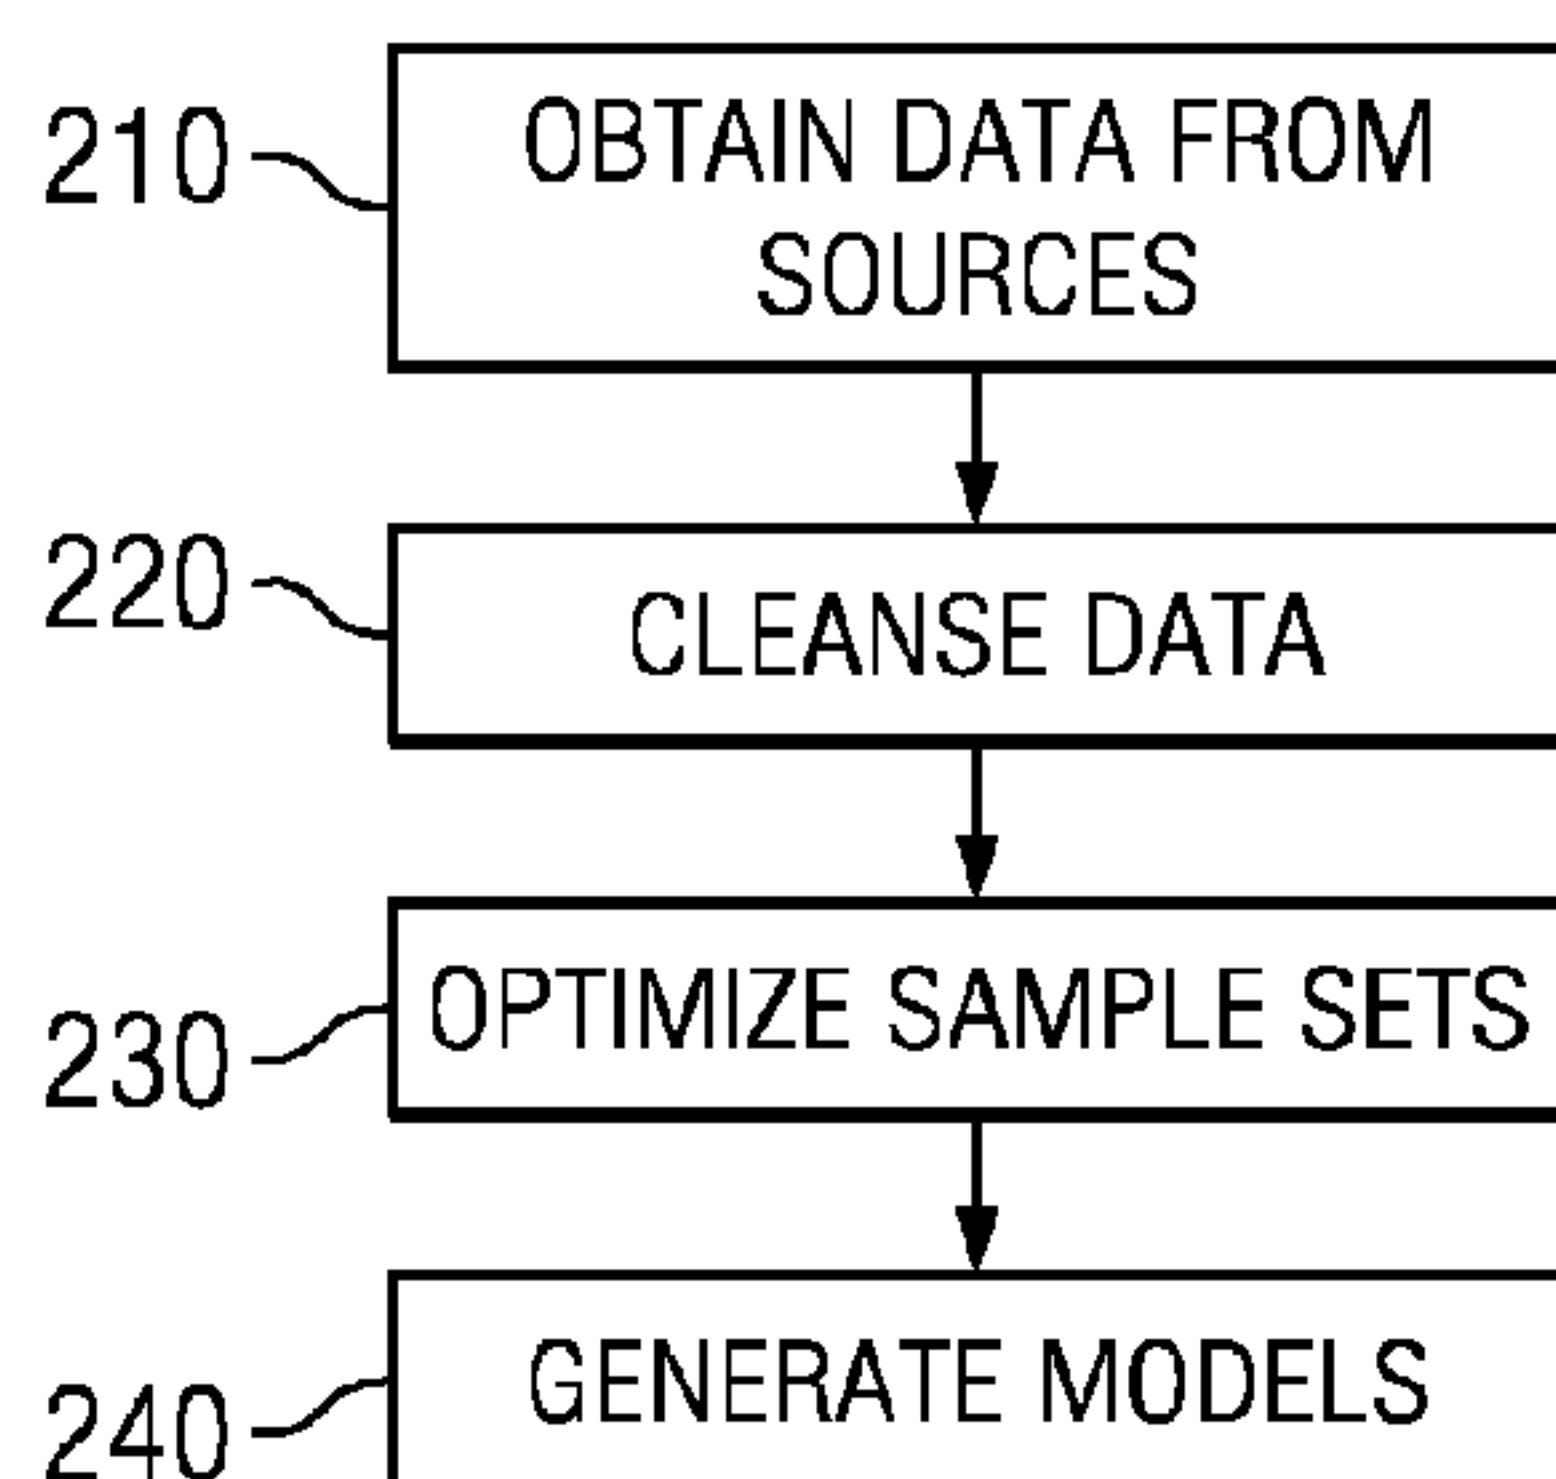 210
OBTAIN DATA FROM
SOURCES
220
CLEANSE DATA
230
OPTIMIZE SAMPLE SETS
240
GENERATE MODELS